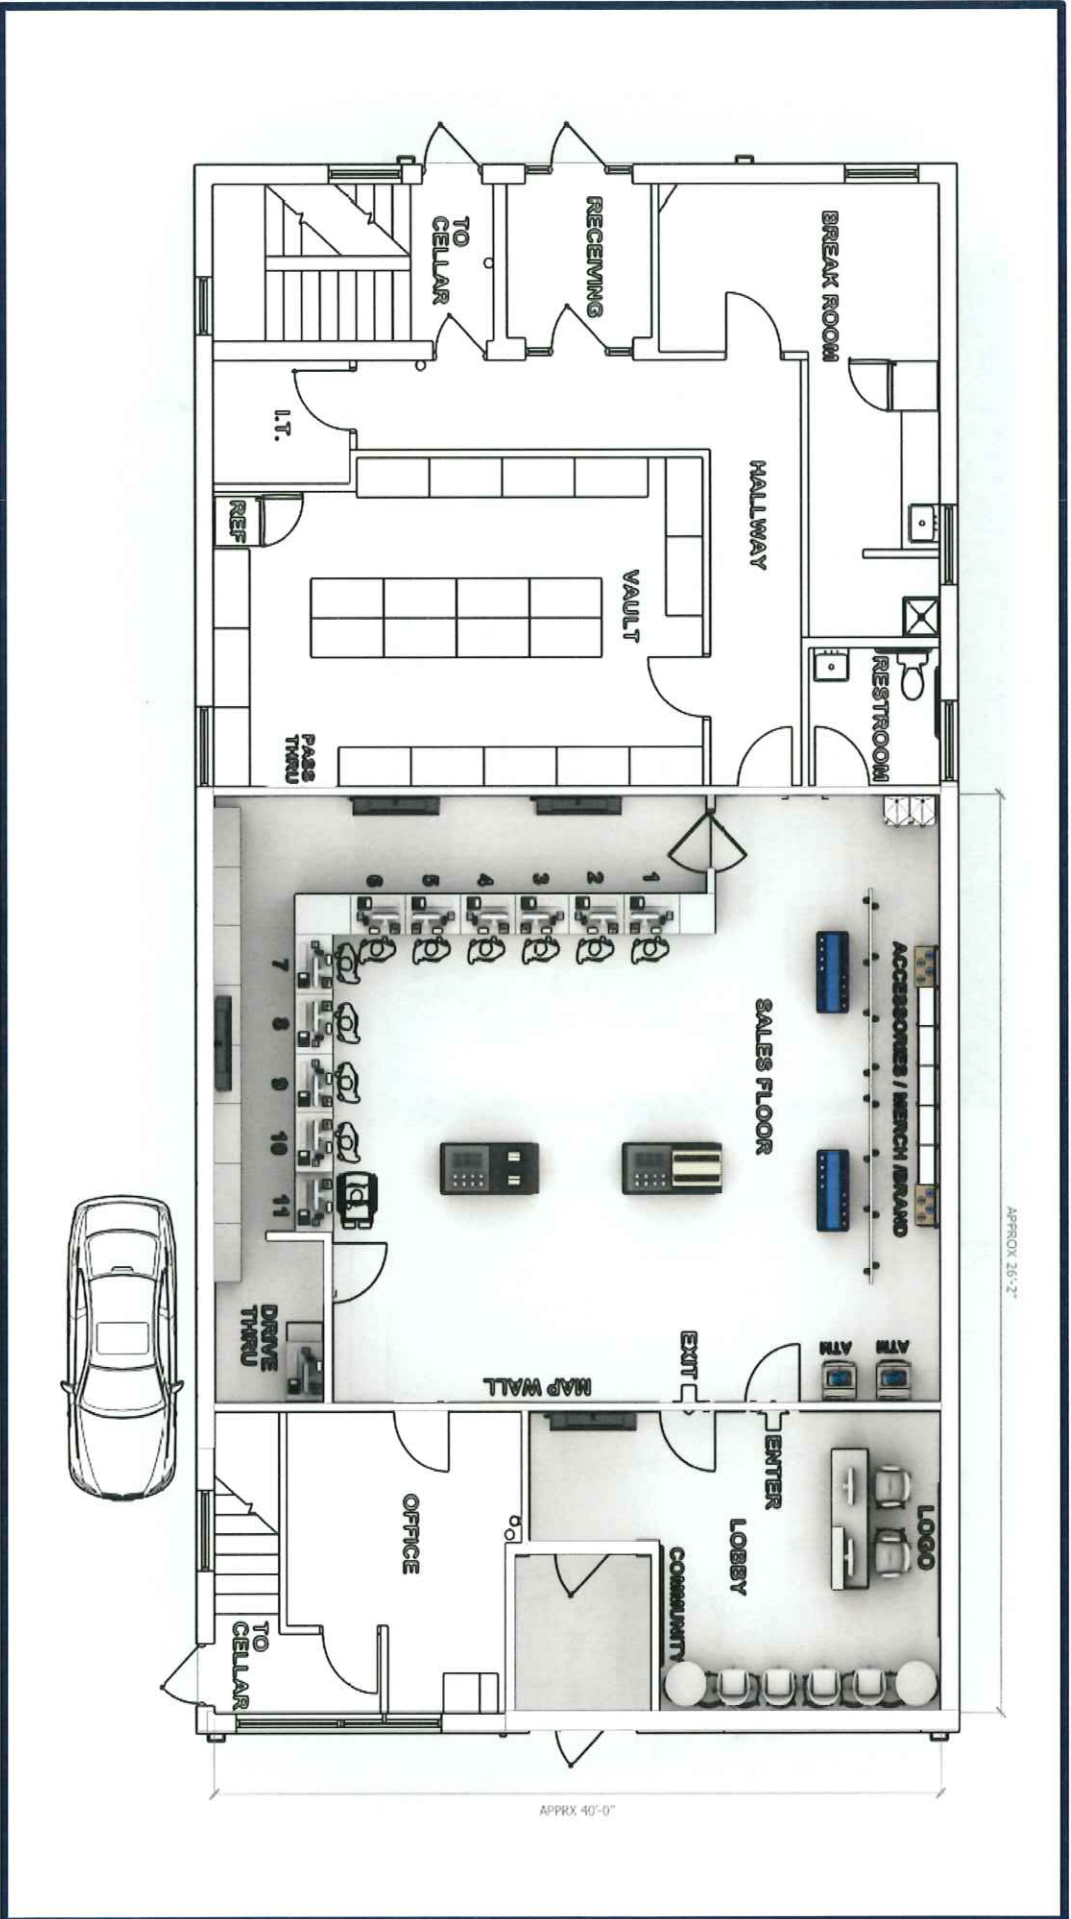 TO
CELLAR
RECEIVING
BREAK ROOM
I.T.
HALLWAY
REF
VAULT
RESTROOM
PASS
THRU
1
2
3
4
5
6
7
8
9
10
11
SALES FLOOR
ACCESSORIES / MERCH /BRAND
APPROX 26'-2"
DRIVE
THRU
MAP WALL
EXIT
ATM
ATM
ENTER
OFFICE
LOBBY
LOGO
COMMUNITY
TO
CELLAR
APPRX 40'-0"